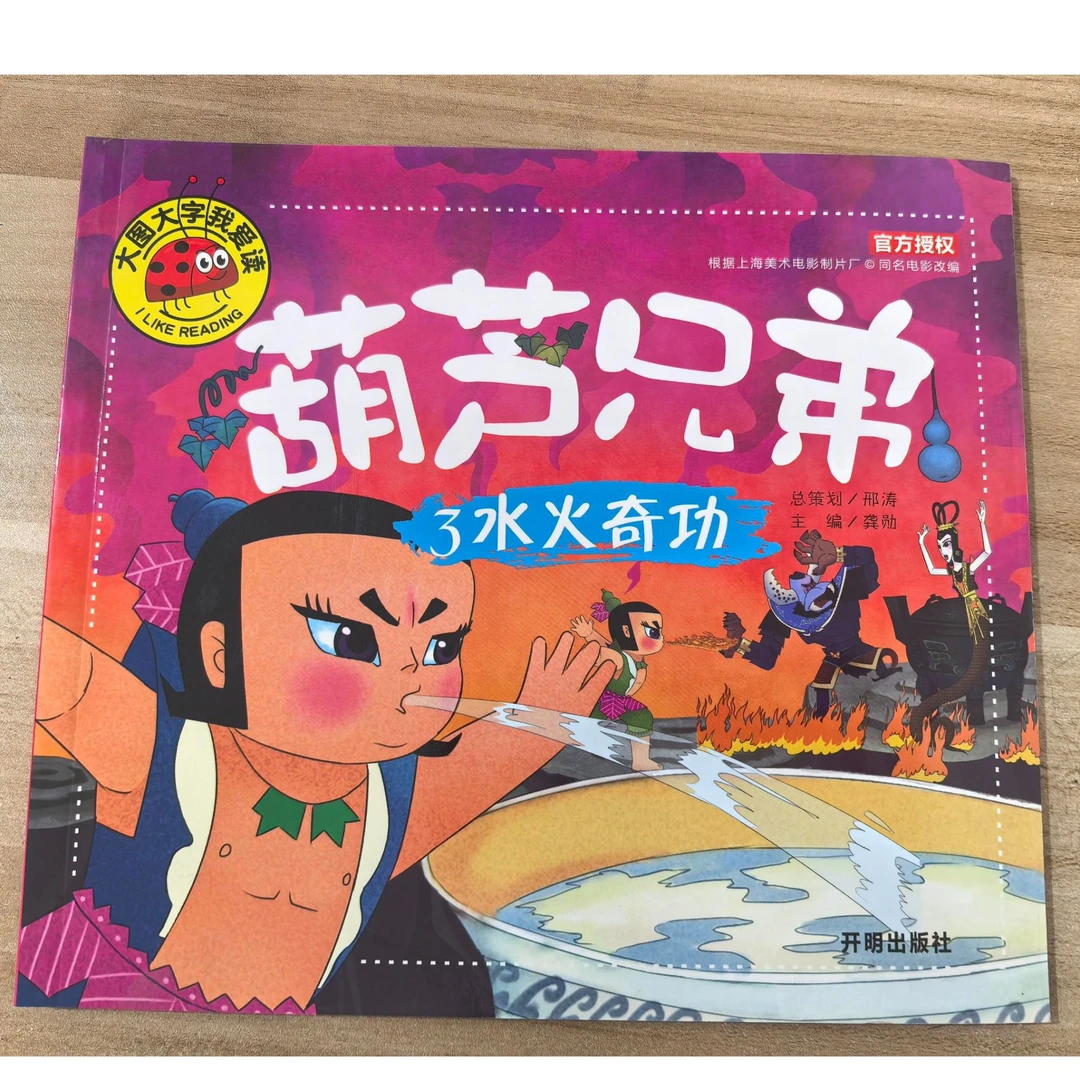 大图大字我爱读
I LIKE READING
官方授权
根据上海美术电影制片厂©同名电影改编
葫芦兄弟
3水火奇功
总策划/邢涛
主 编/龚勋
开明出版社